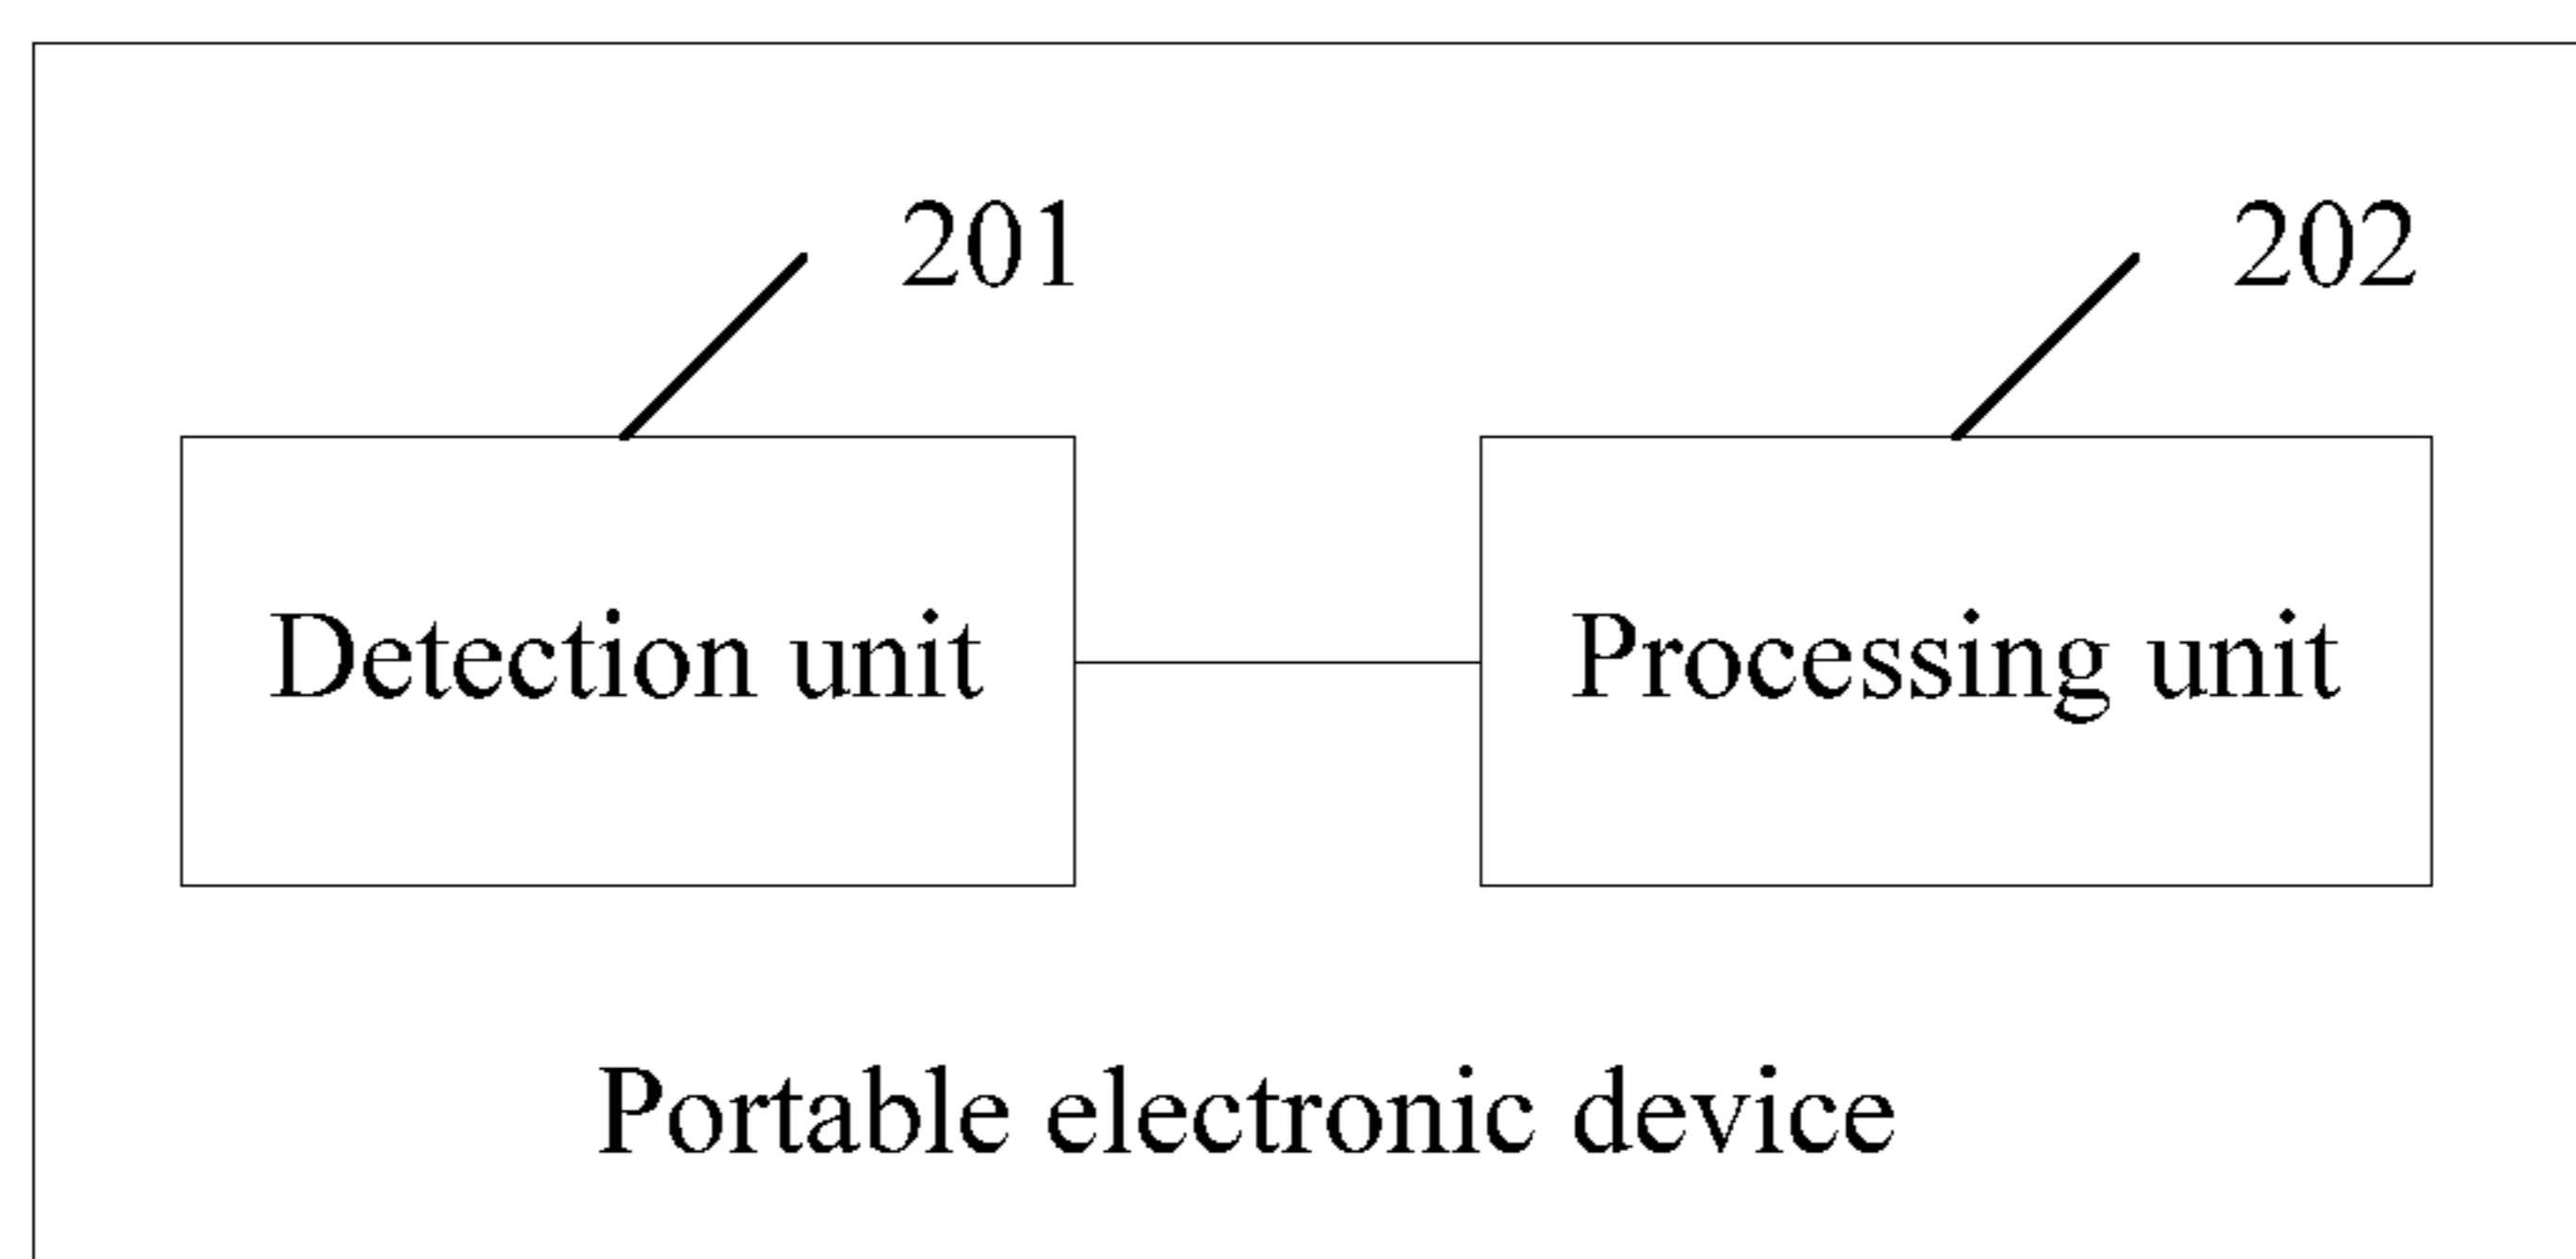 201
202
Detection unit
Processing unit
Portable electronic device